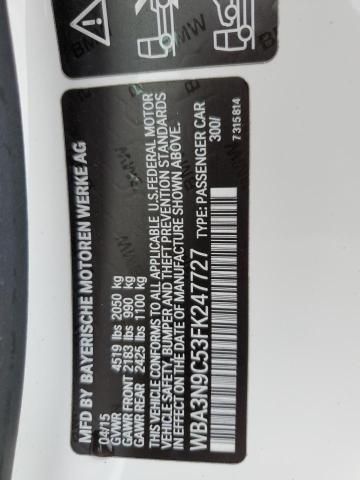 MFD BY BAYERISCHE MOTOREN WERKE AG
04/15
GVWR 4519 lbs 2050 kg
GAWR FRONT 2183 lbs 990 kg
GAWR REAR 2425 lbs 1100 kg
THIS VEHICLE CONFORMS TO ALL APPLICABLE U.S.FEDERAL MOTOR
VEHICLE SAFETY, BUMPER AND THEFT PREVENTION
STANDARDS IN EFFECT ON THE DATE OF MANUFACTURE SHOWN ABOVE.
WBA3N9C53FK247727
TYPE: PASSENGER CAR
300/
7 315 814
BMW
BMW